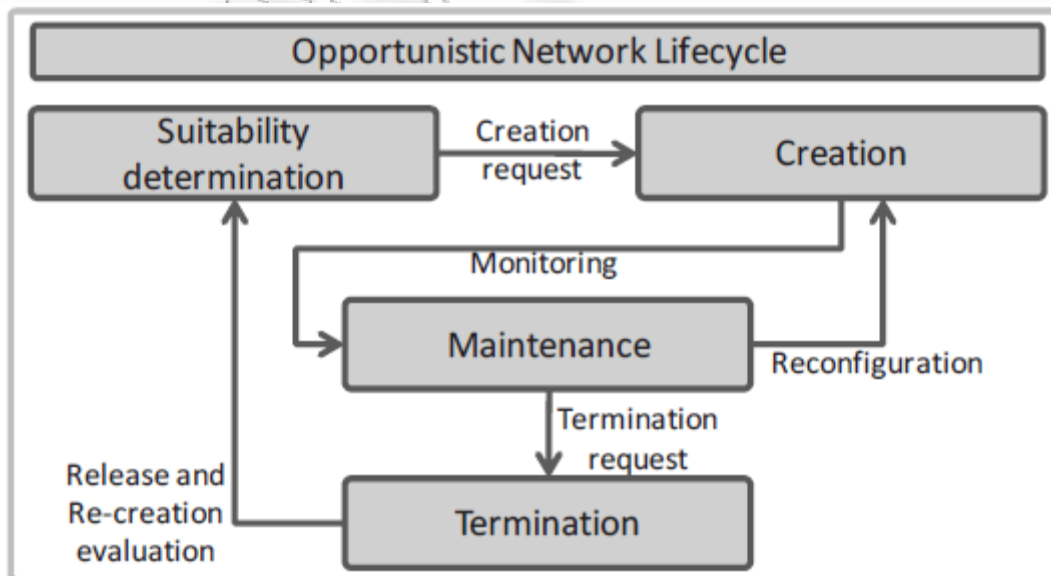 Opportunistic Network Lifecycle
Suitability
determination
Creation
request
Creation
Monitoring
Maintenance
Reconfiguration
Termination
request
Release and
Re-creation
evaluation
Termination